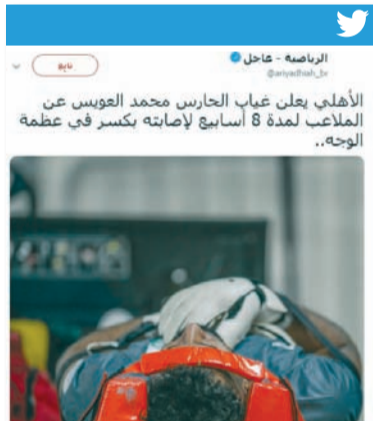 الرياضية - عاجل
تابع
@ariyadhiah_br
الأهلي يعلن غياب الحارس محمد العويس عن
الملاعب لمدة 8 أسابيع لإصابته بكسر في عظمة
الوجه..